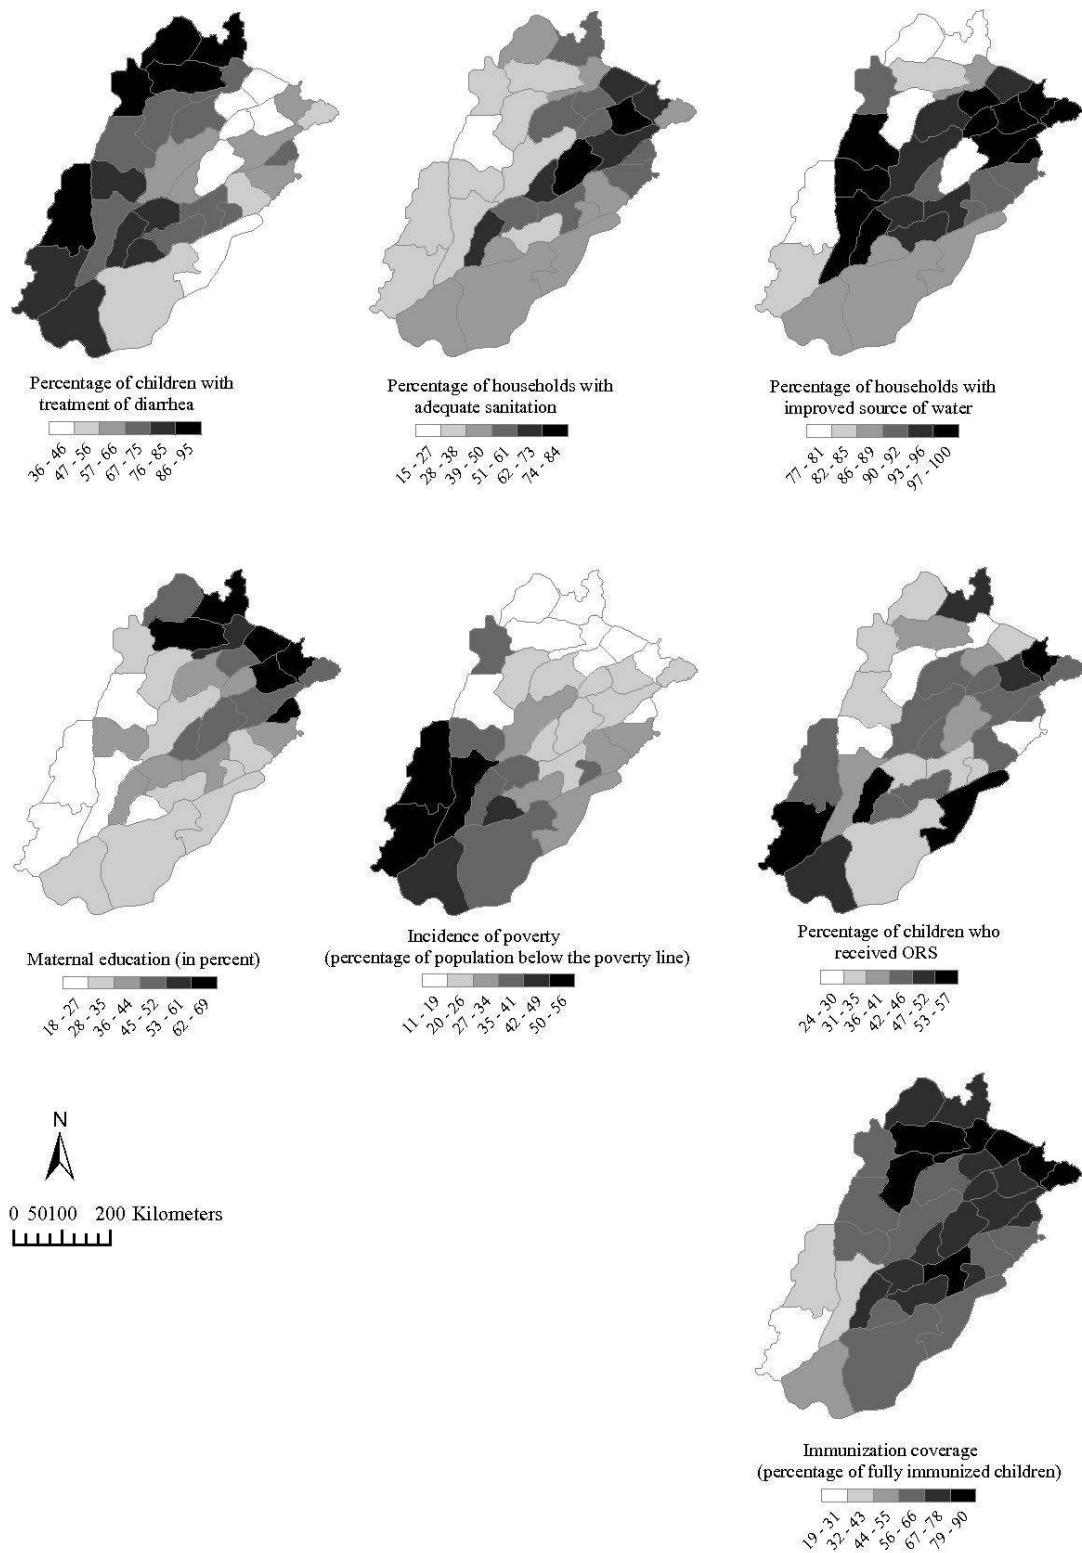 Percentage of children with
treatment of diarrhea
36 - 46
47 - 56
57 - 66
67 - 75
76 - 85
86 - 95
Percentage of households with
adequate sanitation
15 - 27
28 - 38
39 - 50
51 - 61
62 - 73
74 - 84
Percentage of households with
improved source of water
77 - 81
82 - 85
86 - 89
90 - 92
93 - 96
97 - 100
Maternal education (in percent)
18 - 27
28 - 35
36 - 44
45 - 52
53 - 61
62 - 69
Incidence of poverty
(percentage of population below the poverty line)
11 - 19
20 - 26
27 - 34
35 - 41
42 - 49
50 - 56
Percentage of children who
received ORS
24 - 30
31 - 35
36 - 41
42 - 46
47 - 52
53 - 57
N
0 50100 200 Kilometers
Immunization coverage
(percentage of fully immunized children)
19 - 31
32 - 43
44 - 55
56 - 66
67 - 78
79 - 90